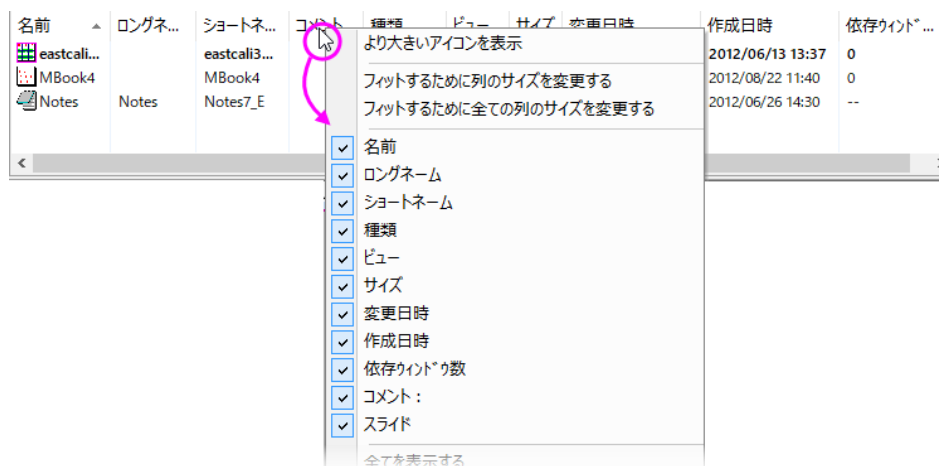 名前 ロングネ... ショートネ... コメント 種類 ビュー サイズ 変更日時 作成日時 依存ウィンド゙...
eastcali... eastcali3... 2012/06/13 13:37 0
MBook4 MBook4 2012/08/22 11:40 0
Notes Notes Notes7_E 2012/06/26 14:30 --
より大きいアイコンを表示
フィットするために列のサイズを変更する
フィットするために全ての列のサイズを変更する
名前
ロングネーム
ショートネーム
種類
ビュー
サイズ
変更日時
作成日時
依存ウィンドウ数
コメント：
スライド
全てを表示する